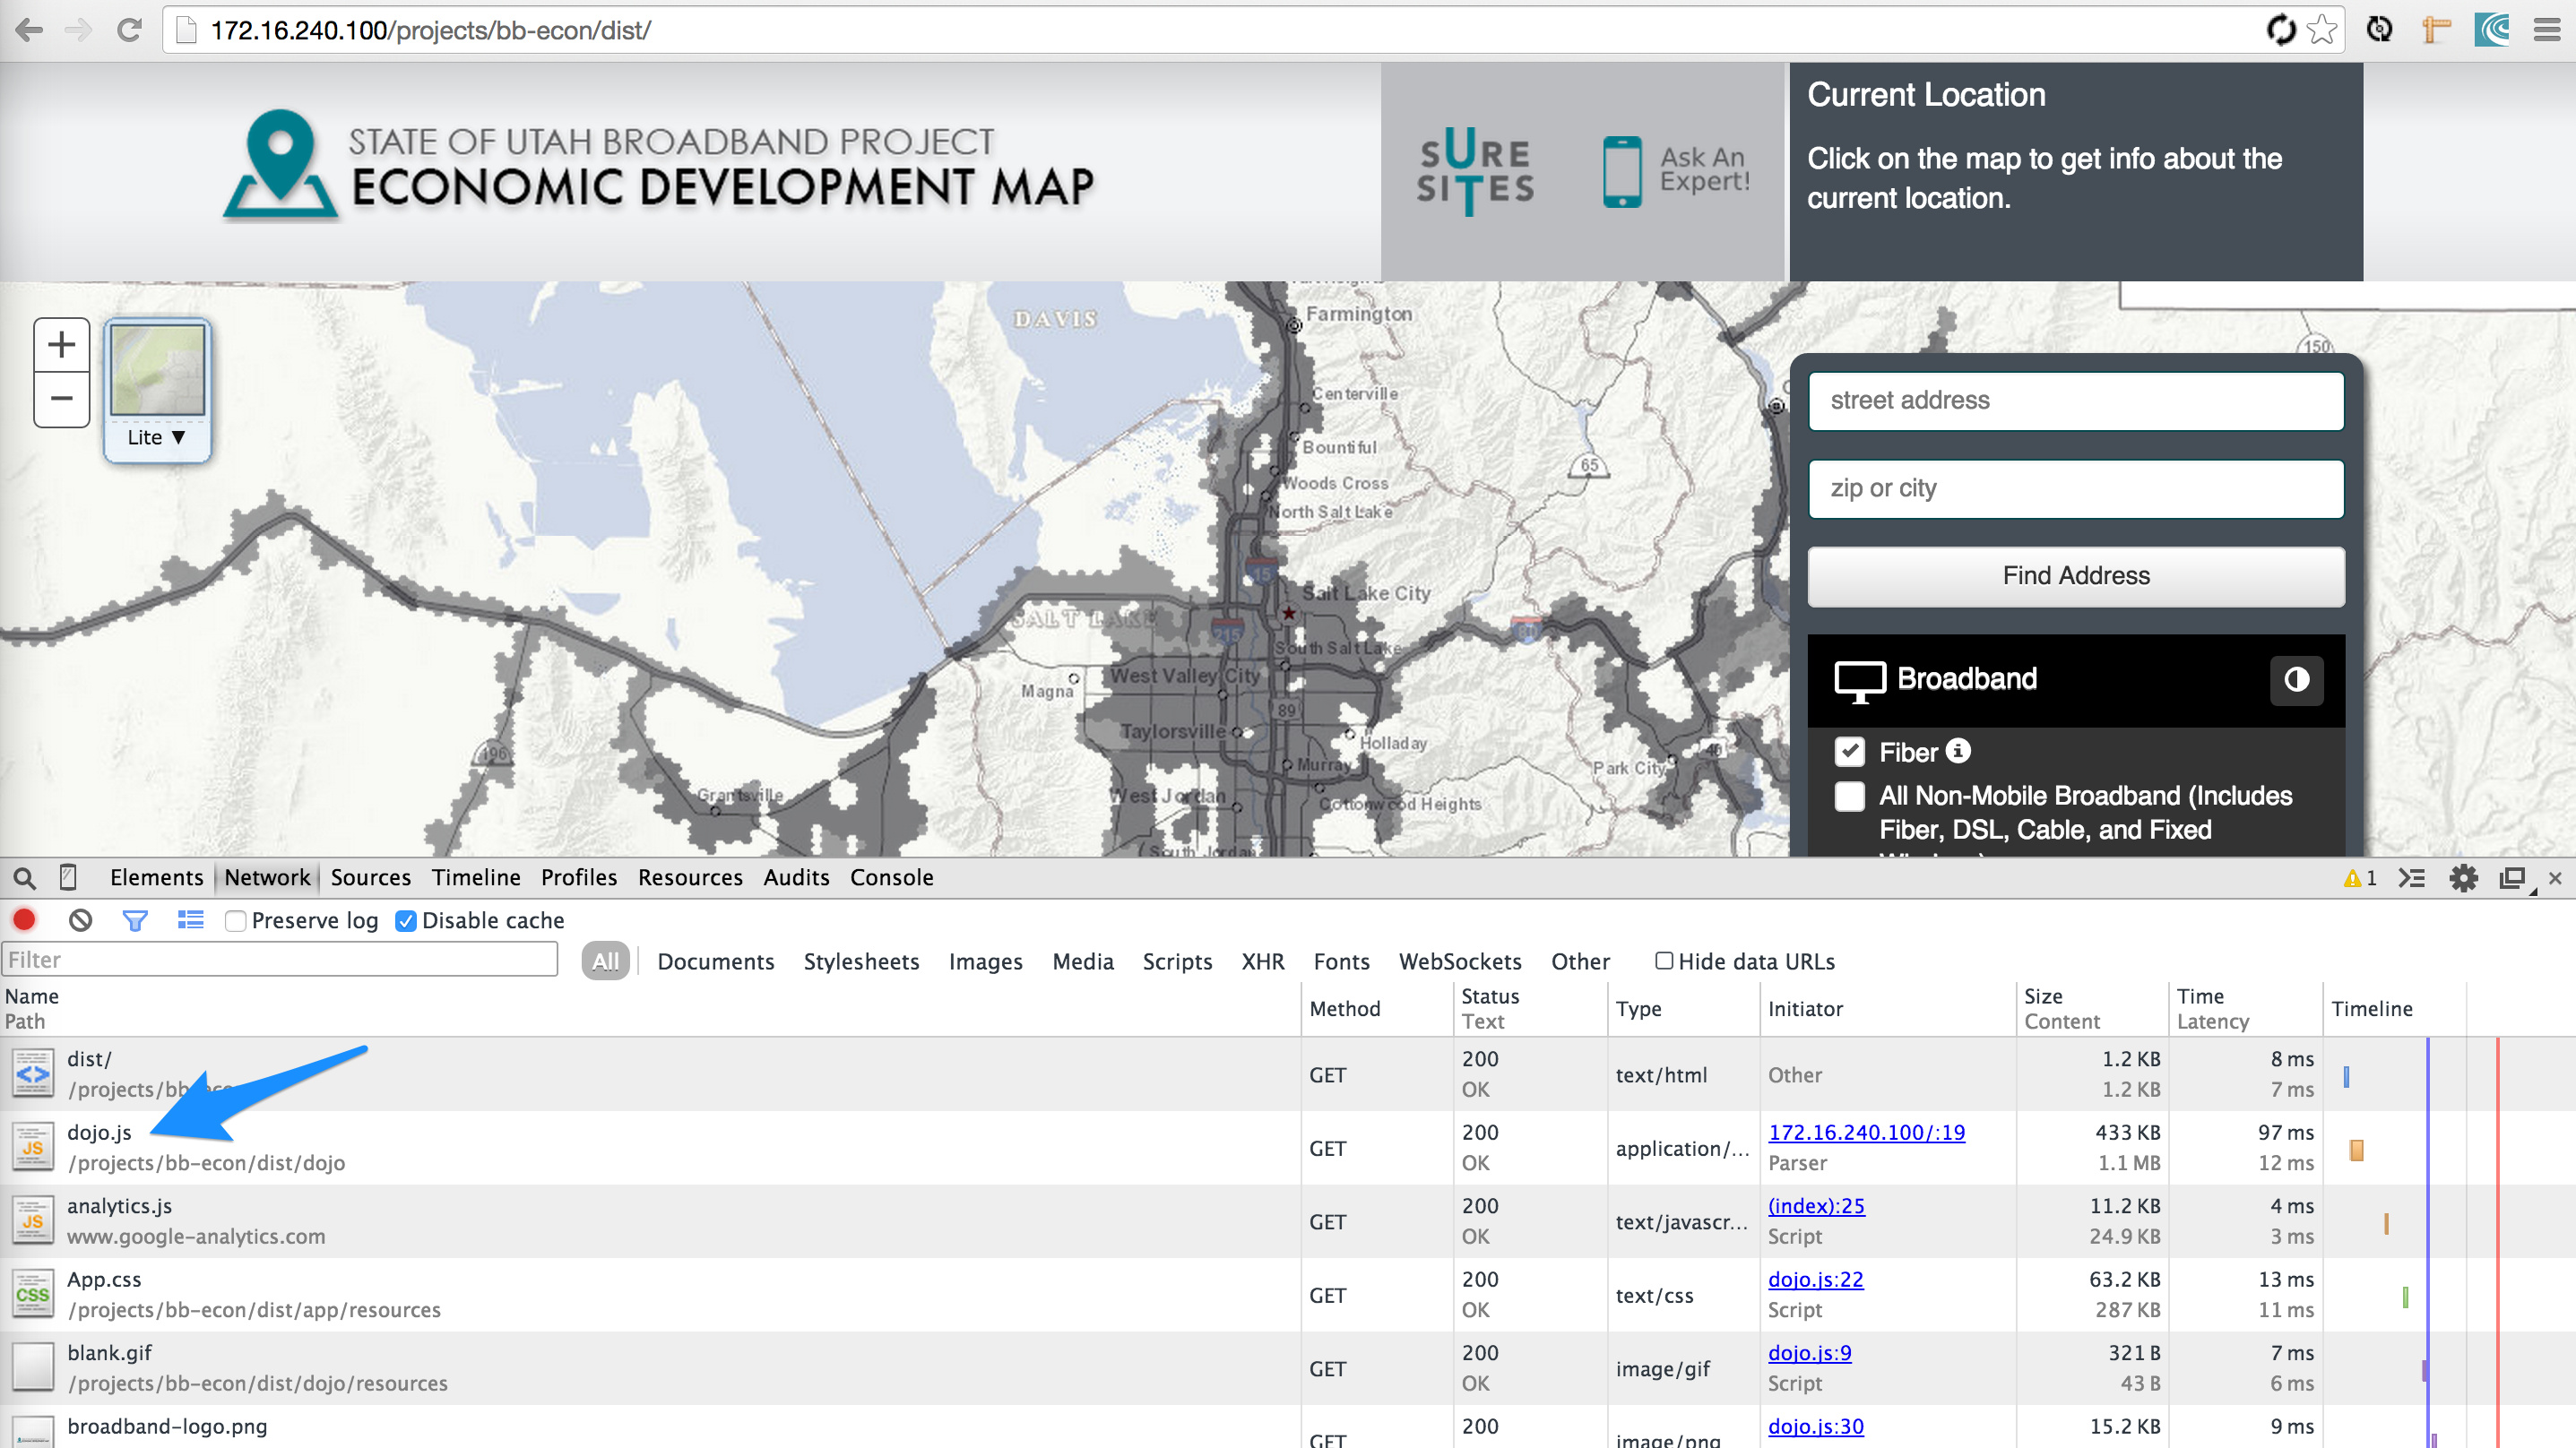 172.16.240.100/projects/bb-econ/dist/
STATE OF UTAH BROADBAND PROJECT
ECONOMIC DEVELOPMENT MAP
SURE
SITES
Ask An
Expert!
Current Location
Click on the map to get info about the
current location.
+
−
Lite ▼
DAVIS
Farmington
150
Centerville
Bountiful
Woods Cross
North Salt Lake
65
15
Salt Lake City
SALT LAKE
215
80
South Salt Lake
West Valley City
Magna
89
Taylorsville
Holladay
196
40
Murray
Park City
Grantsville
West Jordan
Cottonwood Heights
South Jordan
street address
zip or city
Find Address
Broadband
Fiber
All Non-Mobile Broadband (Includes
Fiber, DSL, Cable, and Fixed
Elements Network Sources Timeline Profiles Resources Audits Console
1
Preserve log
Disable cache
Filter
All Documents Stylesheets Images Media Scripts XHR Fonts WebSockets Other Hide data URLs
Name
Path
Method
Status
Text
Type
Initiator
Size
Content
Time
Latency
Timeline
dist/
/projects/bb-eco
GET
200
OK
text/html
Other
1.2 KB
1.2 KB
8 ms
7 ms
JS
dojo.js
/projects/bb-econ/dist/dojo
GET
200
OK
application/...
172.16.240.100/:19
Parser
433 KB
1.1 MB
97 ms
12 ms
JS
analytics.js
www.google-analytics.com
GET
200
OK
text/javascr...
(index):25
Script
11.2 KB
24.9 KB
4 ms
3 ms
CSS
App.css
/projects/bb-econ/dist/app/resources
GET
200
OK
text/css
dojo.js:22
Script
63.2 KB
287 KB
13 ms
11 ms
blank.gif
/projects/bb-econ/dist/dojo/resources
GET
200
OK
image/gif
dojo.js:9
Script
321 B
43 B
7 ms
6 ms
broadband-logo.png
GET
200
image/png
dojo.js:30
15.2 KB
9 ms